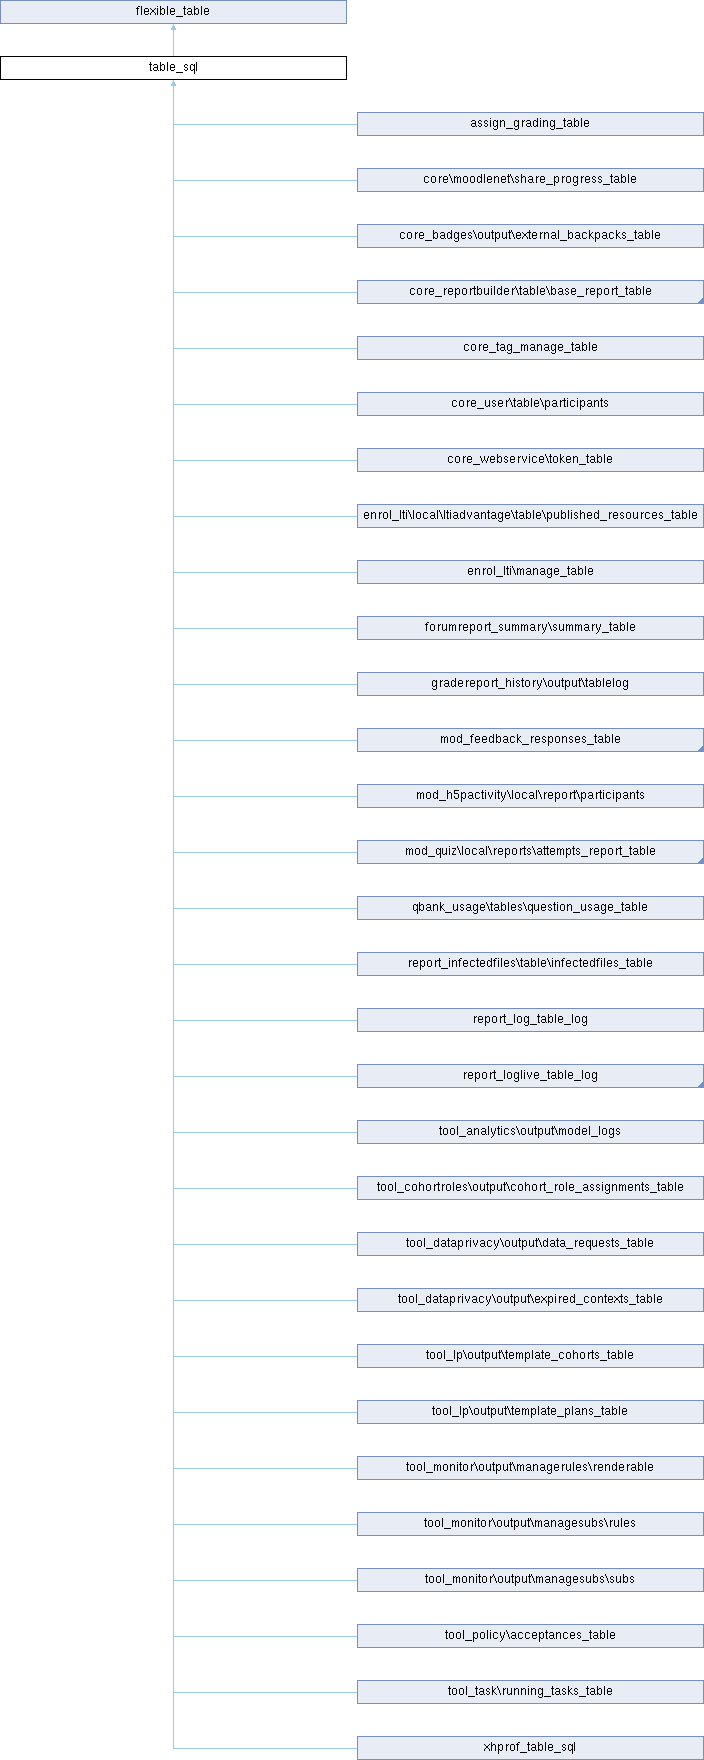 flexible_table
table_sql
assign_grading_table
core\moodlenet\share_progress_table
core_badges\output\external_backpacks_table
core_reportbuilder\table\base_report_table
core_tag_manage_table
core_user\table\participants
core_webservice\token_table
enrol_lti\local\ltiadvantage\table\published_resources_table
enrol_lti\manage_table
forumreport_summary\summary_table
gradereport_history\output\tablelog
mod_feedback_responses_table
mod_h5pactivity\local\report\participants
mod_quiz\local\reports\attempts_report_table
qbank_usage\tables\question_usage_table
report_infectedfiles\table\infectedfiles_table
report_log_table_log
report_loglive_table_log
tool_analytics\output\model_logs
tool_cohortroles\output\cohort_role_assignments_table
tool_dataprivacy\output\data_requests_table
tool_dataprivacy\output\expired_contexts_table
tool_lp\output\template_cohorts_table
tool_lp\output\template_plans_table
tool_monitor\output\managerules\renderable
tool_monitor\output\managesubs\rules
tool_monitor\output\managesubs\subs
tool_policy\acceptances_table
tool_task\running_tasks_table
xhprof_table_sql